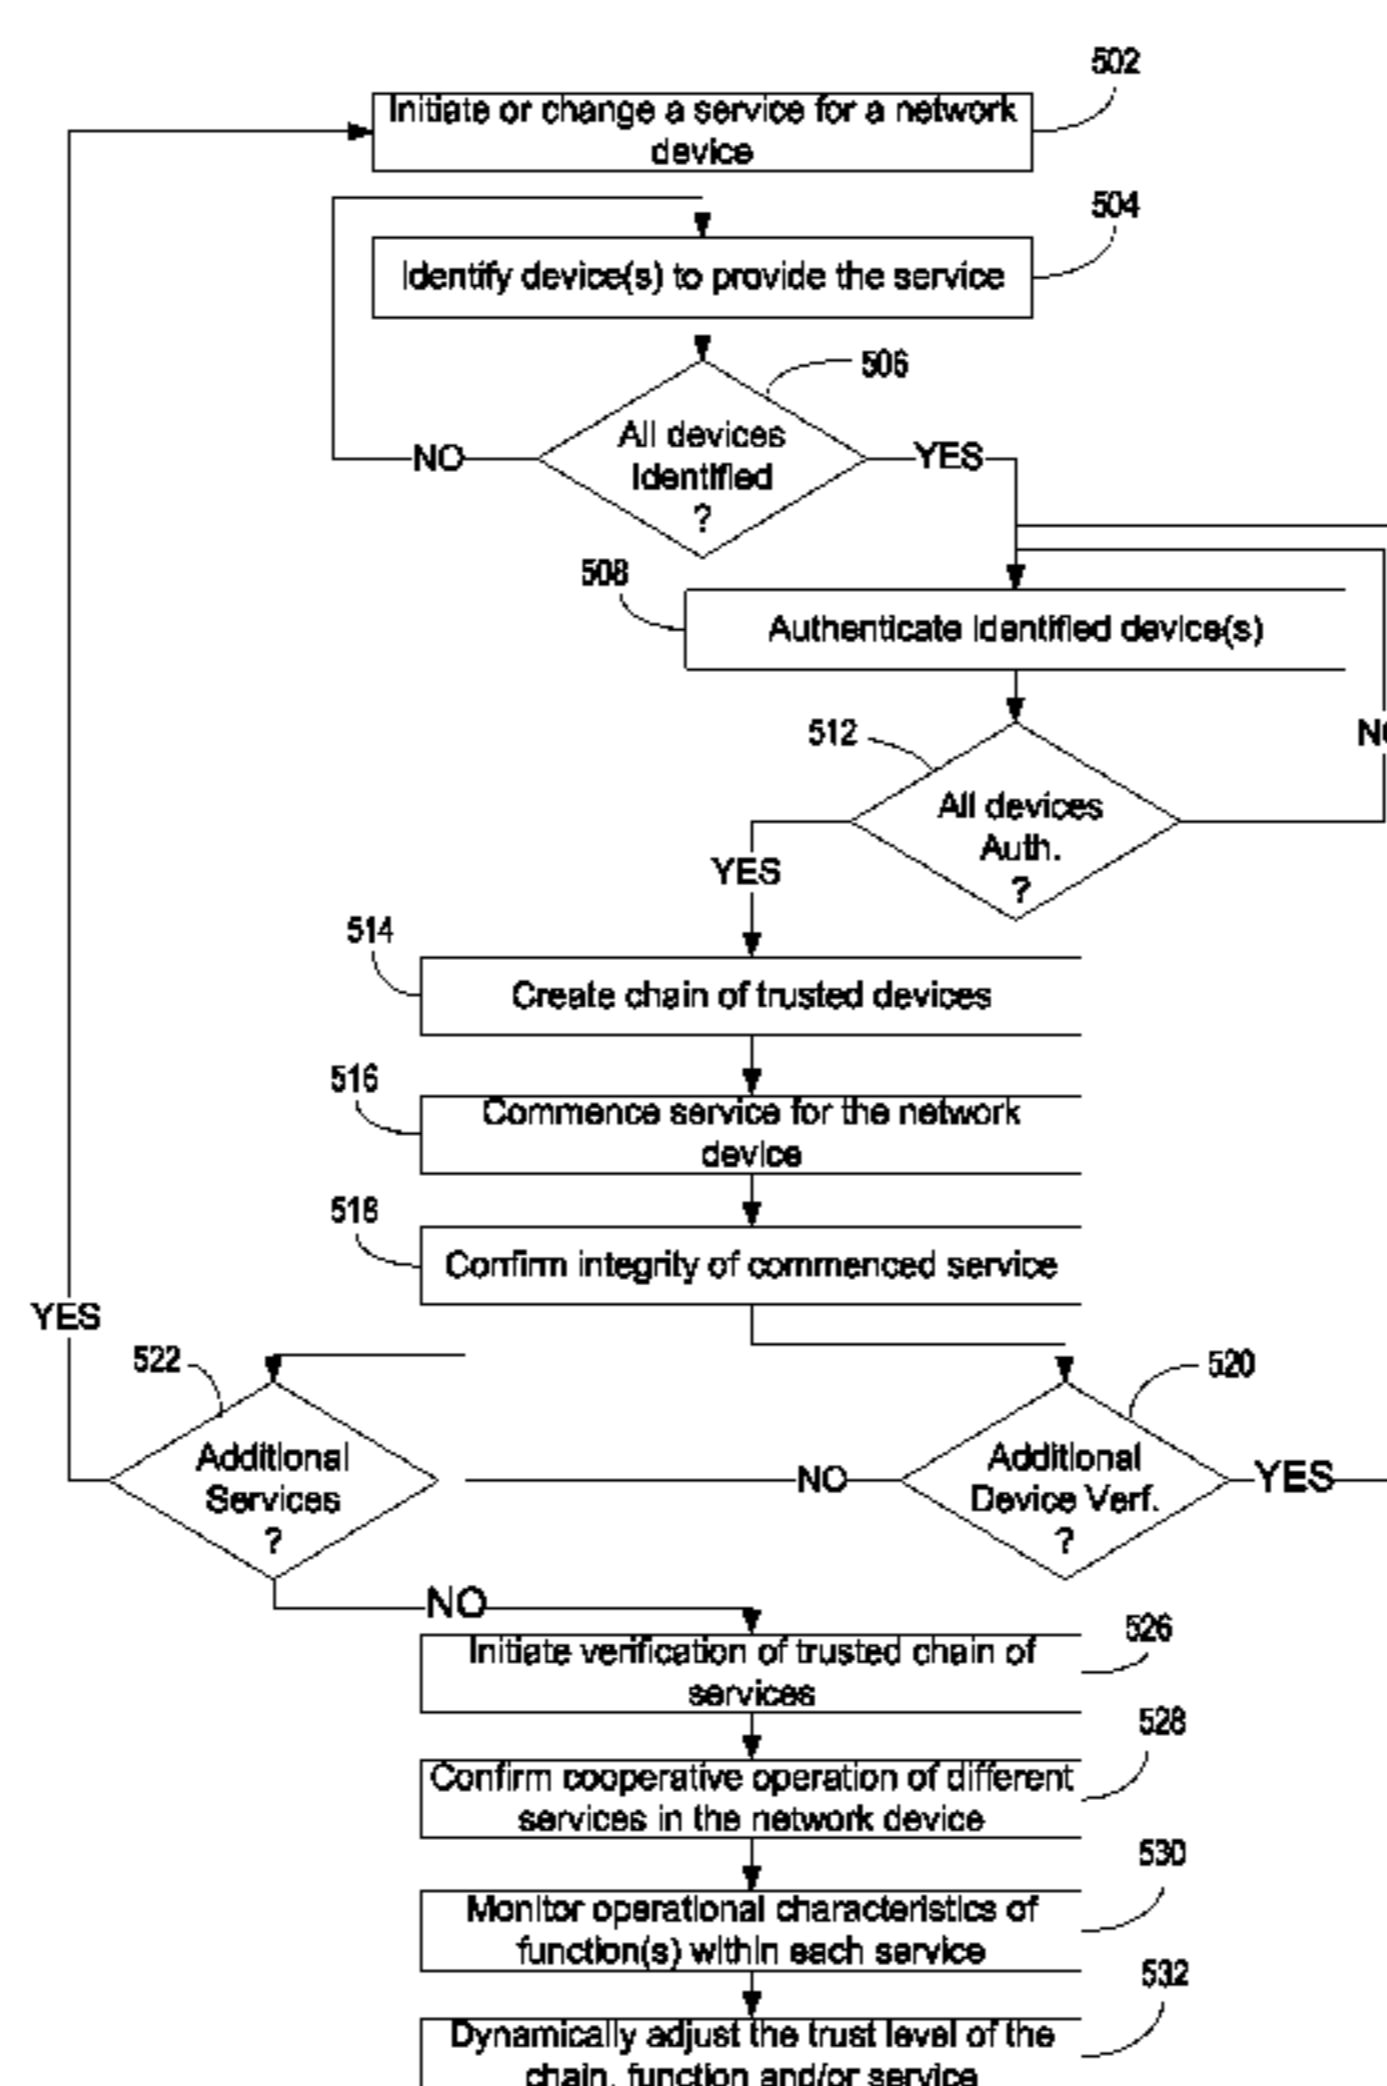 502
Initiate or change a service for a network
device
504
Identify device(s) to provide the service
506
All devices
Identified
?
NO
YES
508
Authenticate identified device(s)
512
NO
All devices
Auth.
?
YES
514
Create chain of trusted devices
516
Commence service for the network
device
518
Confirm integrity of commenced service
YES
522
520
Additional
Services
?
NO
Additional
Device Verf.
?
YES
NO
526
Initiate verification of trusted chain of
services
528
Confirm cooperative operation of different
services in the network device
530
Monitor operational characteristics of
function(s) within each service
532
Dynamically adjust the trust level of the
chain, function and/or service